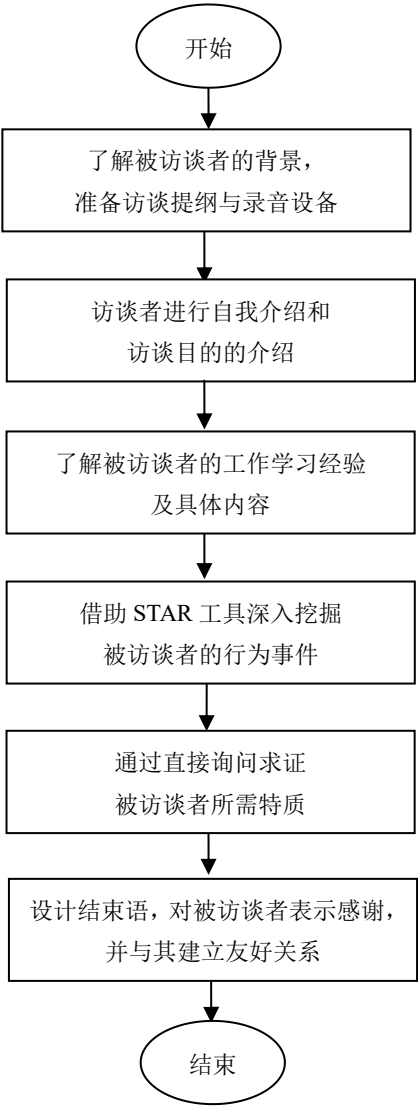 开始
了解被访谈者的背景，
准备访谈提纲与录音设备
访谈者进行自我介绍和
访谈目的的介绍
了解被访谈者的工作学习经验
及具体内容
借助 STAR 工具深入挖掘
被访谈者的行为事件
通过直接询问求证
被访谈者所需特质
设计结束语，对被访谈者表示感谢，
并与其建立友好关系
结束